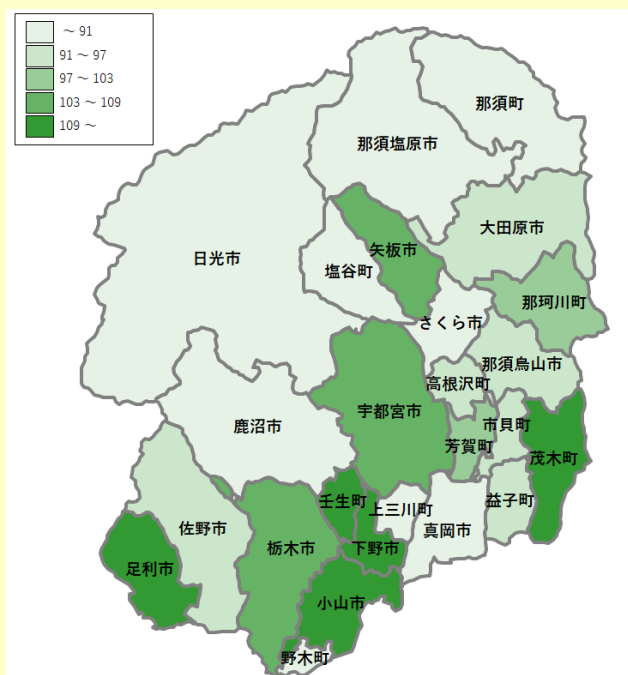 ～ 91
91 ～ 97
97 ～ 103
103 ～ 109
109 ～
那須町
那須塩原市
大田原市
矢板市
日光市
塩谷町
那珂川町
さくら市
那須烏山市
高根沢町
宇都宮市
市貝町
鹿沼市
芳賀町
茂木町
壬生町
上三川町
益子町
佐野市
真岡市
栃木市
下野市
足利市
小山市
野木町